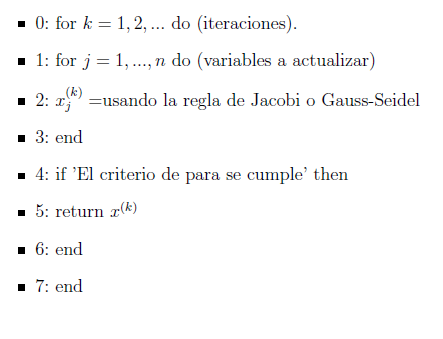 ▪ 0: for k = 1, 2, ... do (iteraciones).
▪ 1: for j = 1, ..., n do (variables a actualizar)
▪ 2: x_j^{(k)} =usando la regla de Jacobi o Gauss-Seidel
▪ 3: end
▪ 4: if 'El criterio de para se cumple' then
▪ 5: return x^{(k)}
▪ 6: end
▪ 7: end